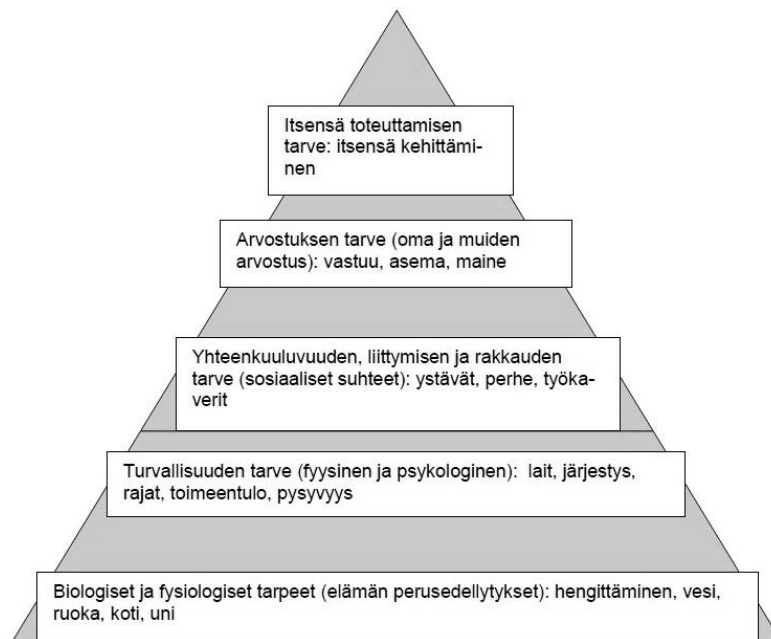 Itsensä toteuttamisen
tarve: itsensä kehittämi-
nen
Arvostuksen tarve (oma ja muiden
arvostus): vastuu, asema, maine
Yhteenkuuluvuuden, liittymisen ja rakkauden
tarve (sosiaaliset suhteet): ystävät, perhe, työka-
verit
Turvallisuuden tarve (fyysinen ja psykologinen): lait, järjestys,
rajat, toimeentulo, pysyvyys
Biologiset ja fysiologiset tarpeet (elämän perusedellytykset): hengittäminen, vesi,
ruoka, koti, uni